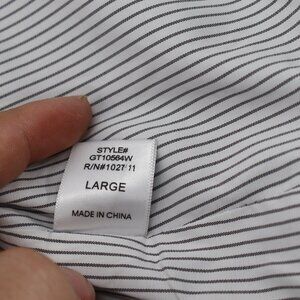 STYLE#
GT10564W
R/N#102711
LARGE
MADE IN CHINA